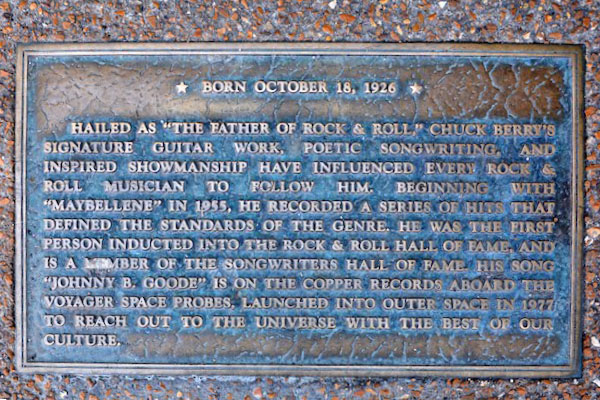 ★ BORN OCTOBER 18, 1926 ★
HAILED AS "THE FATHER OF ROCK & ROLL," CHUCK BERRY'S
SIGNATURE GUITAR WORK, POETIC SONGWRITING, AND
INSPIRED SHOWMANSHIP HAVE INFLUENCED EVERY ROCK &
ROLL MUSICIAN TO FOLLOW HIM. BEGINNING WITH
"MAYBELLENE" IN 1955, HE RECORDED A SERIES OF HITS THAT
DEFINED THE STANDARDS OF THE GENRE. HE WAS THE FIRST
PERSON INDUCTED INTO THE ROCK & ROLL HALL OF FAME, AND
IS A MEMBER OF THE SONGWRITERS HALL OF FAME. HIS SONG
"JOHNNY B. GOODE" IS ON THE COPPER RECORDS ABOARD THE
VOYAGER SPACE PROBES, LAUNCHED INTO OUTER SPACE IN 1977
TO REACH OUT TO THE UNIVERSE WITH THE BEST OF OUR
CULTURE.